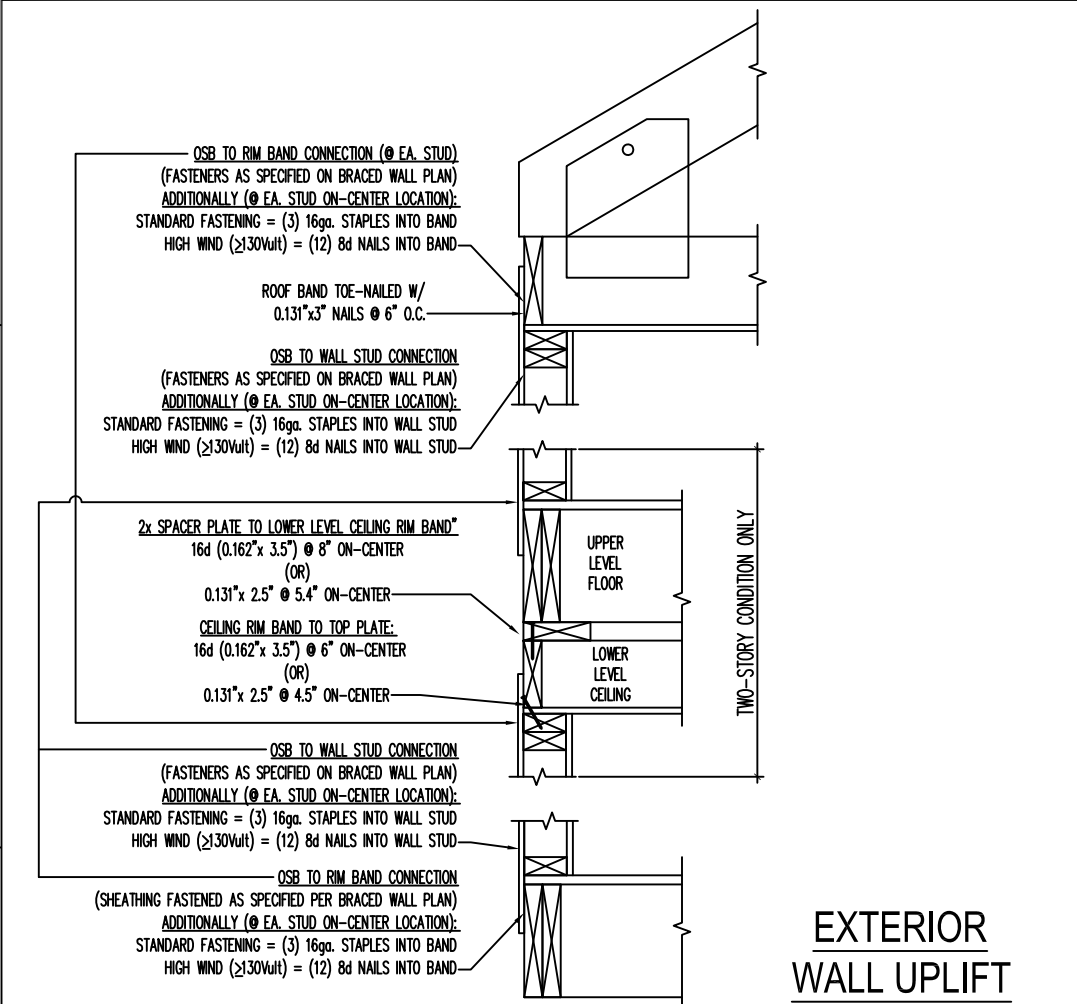 OSB TO RIM BAND CONNECTION (@ EA. STUD)
(FASTENERS AS SPECIFIED ON BRACED WALL PLAN)
ADDITIONALLY (@ EA. STUD ON-CENTER LOCATION):
STANDARD FASTENING = (3) 16ga. STAPLES INTO BAND
HIGH WIND (≥130Vult) = (12) 8d NAILS INTO BAND
ROOF BAND TOE-NAILED W/
0.131"x3" NAILS @ 6" O.C.
OSB TO WALL STUD CONNECTION
(FASTENERS AS SPECIFIED ON BRACED WALL PLAN)
ADDITIONALLY (@ EA. STUD ON-CENTER LOCATION):
STANDARD FASTENING = (3) 16ga. STAPLES INTO WALL STUD
HIGH WIND (≥130Vult) = (12) 8d NAILS INTO WALL STUD
2x SPACER PLATE TO LOWER LEVEL CEILING RIM BAND"
16d (0.162"x 3.5") @ 8" ON-CENTER
(OR)
0.131"x 2.5" @ 5.4" ON-CENTER
UPPER
LEVEL
FLOOR
CEILING RIM BAND TO TOP PLATE:
16d (0.162"x 3.5") @ 6" ON-CENTER
(OR)
0.131"x 2.5" @ 4.5" ON-CENTER
LOWER
LEVEL
CEILING
TWO-STORY CONDITION ONLY
OSB TO WALL STUD CONNECTION
(FASTENERS AS SPECIFIED ON BRACED WALL PLAN)
ADDITIONALLY (@ EA. STUD ON-CENTER LOCATION):
STANDARD FASTENING = (3) 16ga. STAPLES INTO WALL STUD
HIGH WIND (≥130Vult) = (12) 8d NAILS INTO WALL STUD
OSB TO RIM BAND CONNECTION
(SHEATHING FASTENED AS SPECIFIED PER BRACED WALL PLAN)
ADDITIONALLY (@ EA. STUD ON-CENTER LOCATION):
STANDARD FASTENING = (3) 16ga. STAPLES INTO BAND
HIGH WIND (≥130Vult) = (12) 8d NAILS INTO BAND
EXTERIOR
WALL UPLIFT